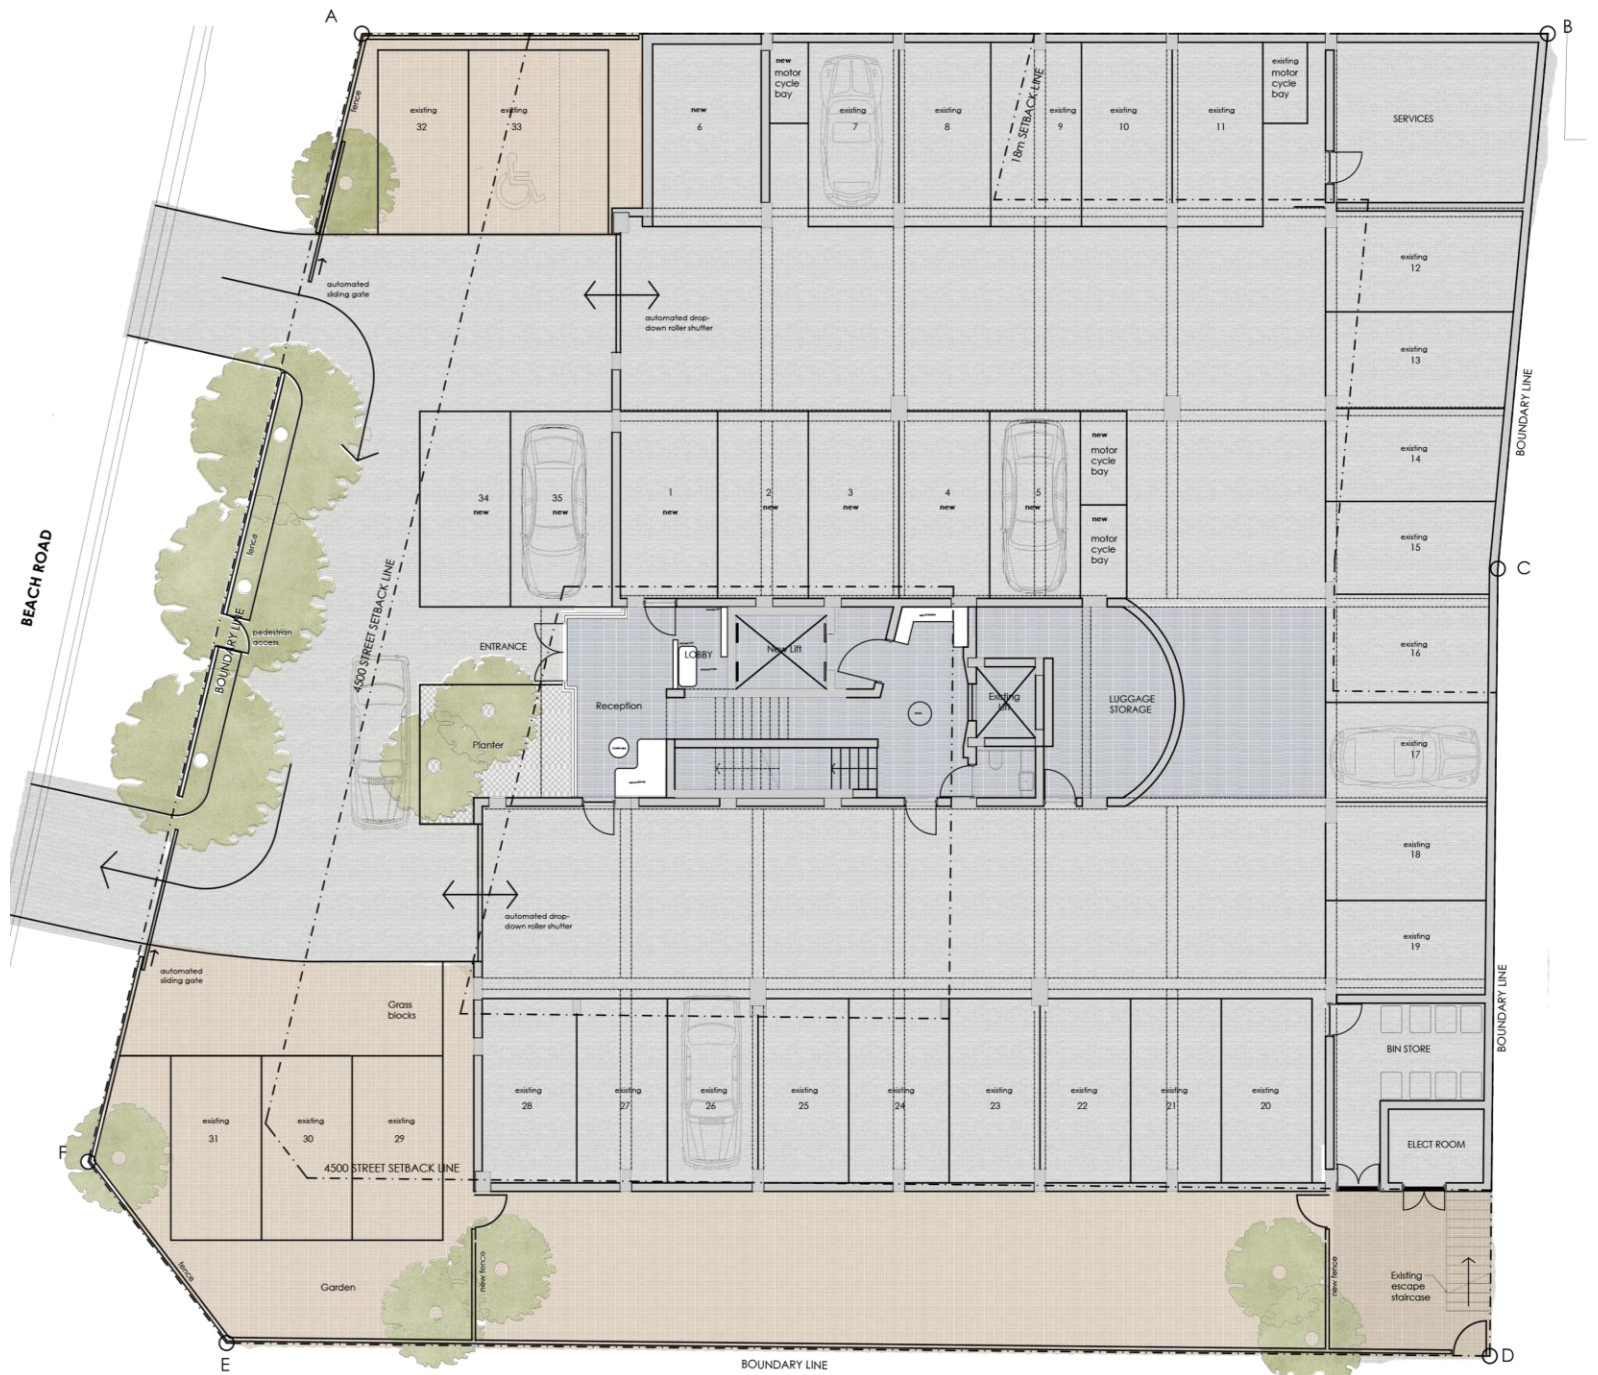 A
B
fence
existing
32
existing
33
new
6
new
motor
cycle
bay
existing
7
existing
8
18m SETBACK LINE
existing
9
existing
10
existing
11
existing
motor
cycle
bay
SERVICES
existing
12
automated
sliding gate
automated drop-
down roller shutter
existing
13
BOUNDARY LINE
existing
14
34
new
35
new
1
new
2
new
3
new
4
new
5
new
new
motor
cycle
bay
new
motor
cycle
bay
existing
15
C
BEACH ROAD
fence
4500 STREET SETBACK LINE
pedestrian
access
BOUNDARY LINE
ENTRANCE
LOBBY
New Lift
existing
16
Reception
Existing
Lift
LUGGAGE
STORAGE
Planter
existing
17
existing
18
automated drop-
down roller shutter
existing
19
automated
sliding gate
Grass
blocks
BOUNDARY LINE
BIN STORE
existing
28
existing
27
existing
26
existing
25
existing
24
existing
23
existing
22
existing
21
existing
20
existing
31
existing
30
existing
29
ELECT ROOM
F
4500 STREET SETBACK LINE
fence
Garden
new fence
new fence
Existing
escape
staircase
E
BOUNDARY LINE
D